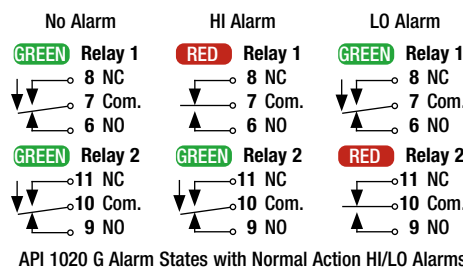 No Alarm HI Alarm LO Alarm
GREEN Relay 1 RED Relay 1 GREEN Relay 1
8 NC 8 NC 8 NC
7 Com. 7 Com. 7 Com.
6 NO 6 NO 6 NO
GREEN Relay 2 GREEN Relay 2 RED Relay 2
11 NC 11 NC 11 NC
10 Com. 10 Com. 10 Com.
9 NO 9 NO 9 NO
API 1020 G Alarm States with Normal Action HI/LO Alarms